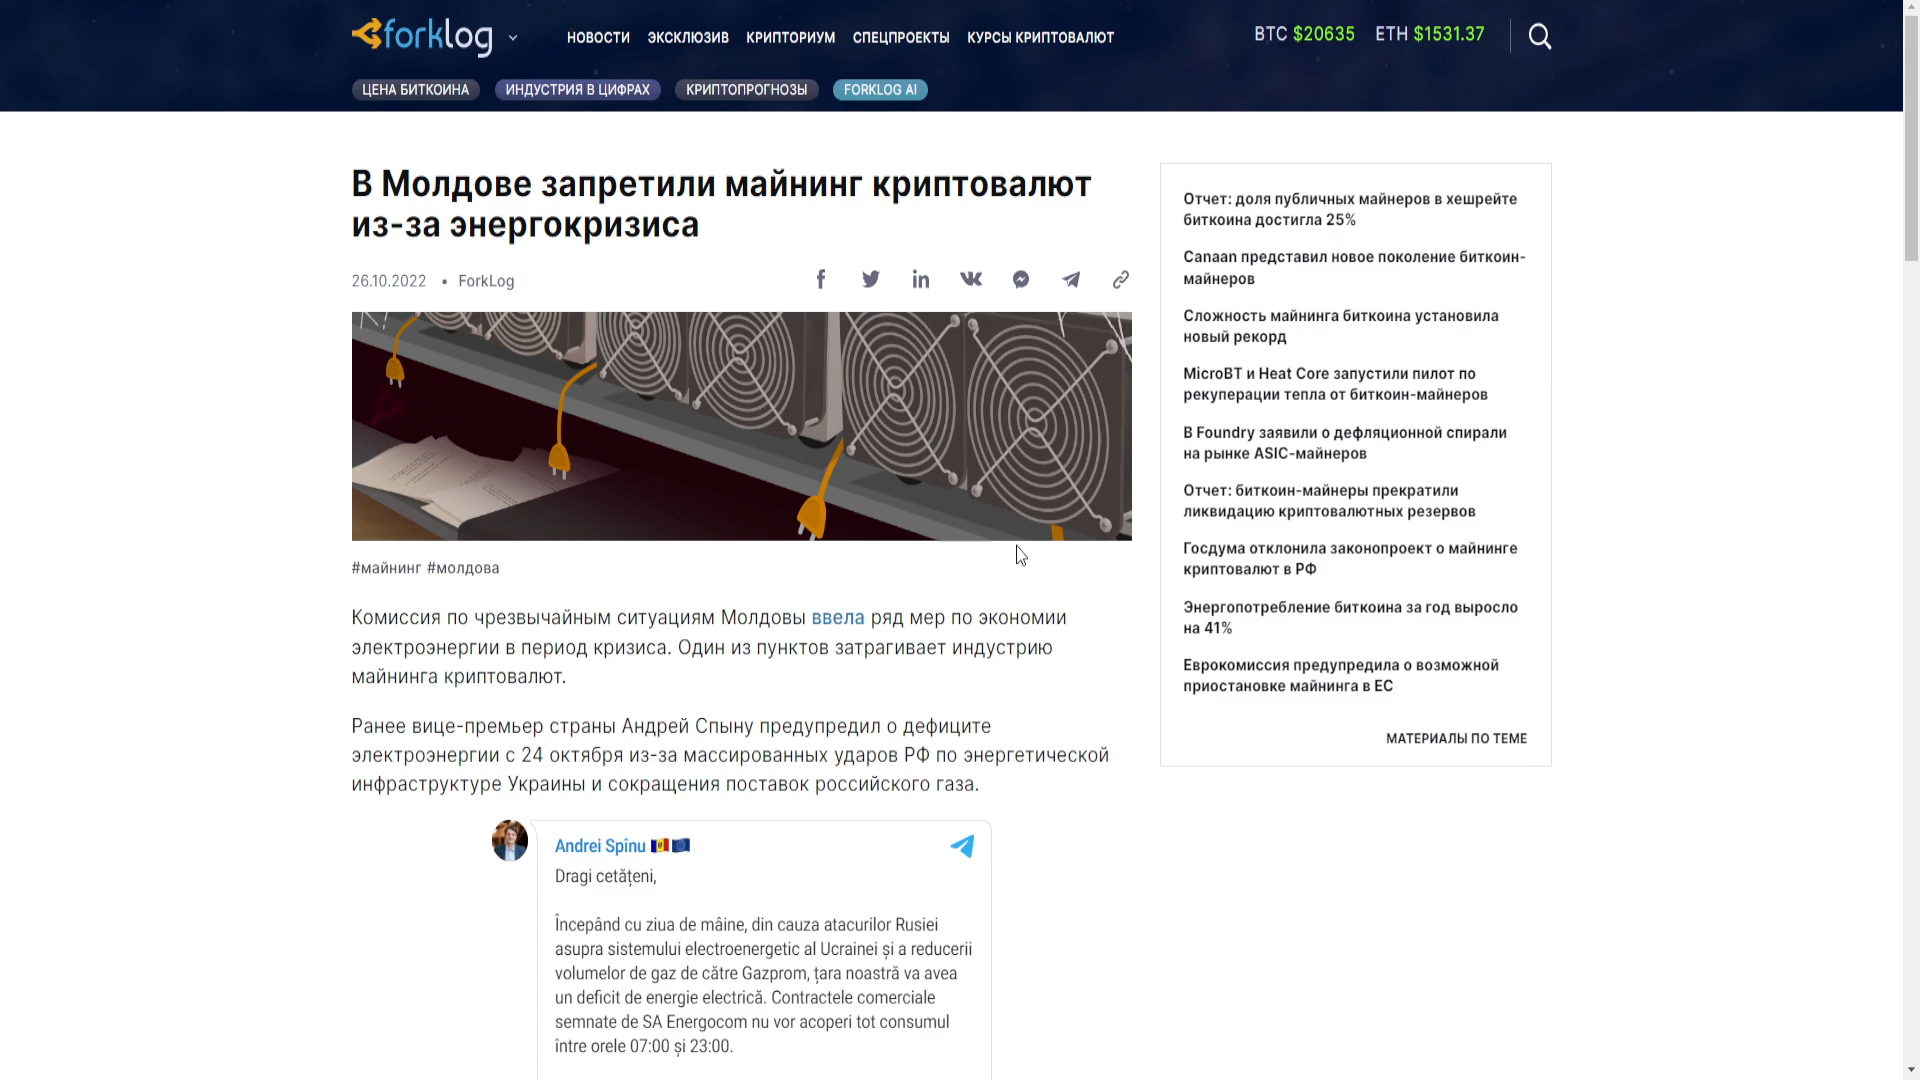 forklog
НОВОСТИ ЭКСКЛЮЗИВ КРИПТОРИУМ СПЕЦПРОЕКТЫ КУРСЫ КРИПТОВАЛЮТ
BTC $20635 ETH $1531.37
ЦЕНА БИТКОИНА ИНДУСТРИЯ В ЦИФРАХ КРИПТОПРОГНОЗЫ FORKLOG AI
В Молдове запретили майнинг криптовалют
из-за энергокризиса
26.10.2022 • ForkLog
#майнинг #молдова
Комиссия по чрезвычайным ситуациям Молдовы ввела ряд мер по экономии
электроэнергии в период кризиса. Один из пунктов затрагивает индустрию
майнинга криптовалют.
Ранее вице-премьер страны Андрей Спыну предупредил о дефиците
электроэнергии с 24 октября из-за массированных ударов РФ по энергетической
инфраструктуре Украины и сокращения поставок российского газа.
Andrei Spînu 🇲🇩🇪🇺
Dragi cetățeni,
Începând cu ziua de mâine, din cauza atacurilor Rusiei
asupra sistemului electroenergetic al Ucrainei și a reducerii
volumelor de gaz de către Gazprom, țara noastră va avea
un deficit de energie electrică. Contractele comerciale
semnate de SA Energocom nu vor acoperi tot consumul
între orele 07:00 și 23:00.
Отчет: доля публичных майнеров в хешрейте
биткоина достигла 25%
Canaan представил новое поколение биткоин-
майнеров
Сложность майнинга биткоина установила
новый рекорд
MicroBT и Heat Core запустили пилот по
рекуперации тепла от биткоин-майнеров
В Foundry заявили о дефляционной спирали
на рынке ASIC-майнеров
Отчет: биткоин-майнеры прекратили
ликвидацию криптовалютных резервов
Госдума отклонила законопроект о майнинге
криптовалют в РФ
Энергопотребление биткоина за год выросло
на 41%
Еврокомиссия предупредила о возможной
приостановке майнинга в ЕС
МАТЕРИАЛЫ ПО ТЕМЕ